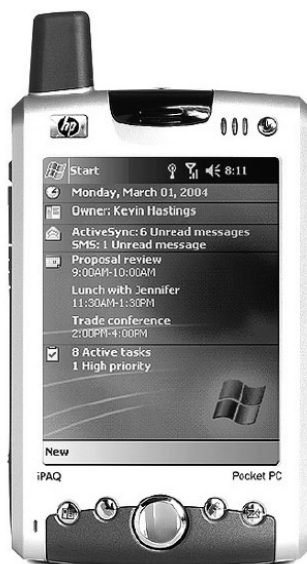 hp
Start 8:11
Monday, March 01, 2004
Owner: Kevin Hastings
ActiveSync: 6 Unread messages
SMS: 1 Unread message
Proposal review
9:00AM-10:00AM
Lunch with Jennifer
11:30AM-1:30PM
Trade conference
2:00PM-4:00PM
8 Active tasks
1 High priority
New
iPAQ Pocket PC